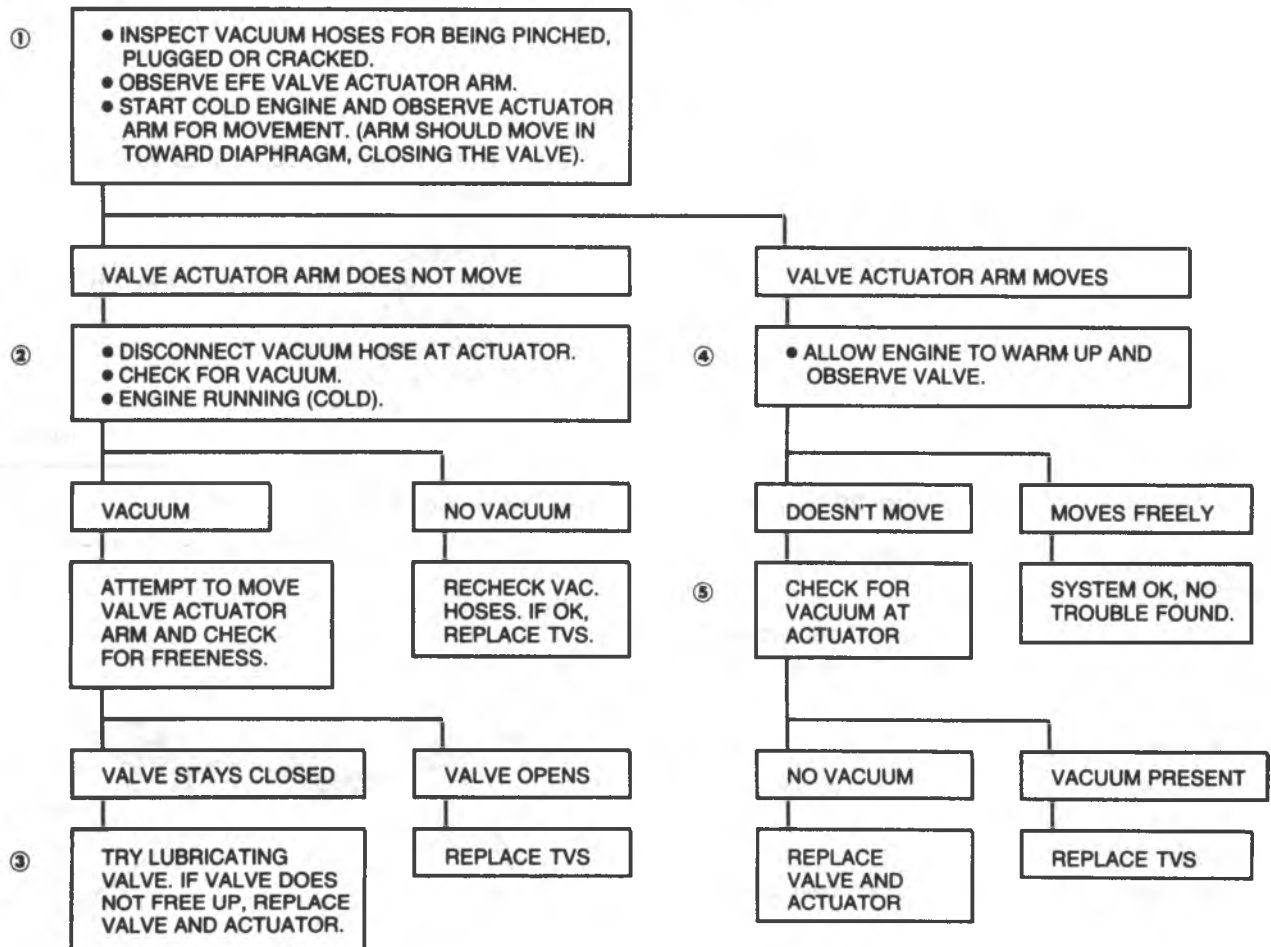 ①
• INSPECT VACUUM HOSES FOR BEING PINCHED,
PLUGGED OR CRACKED.
• OBSERVE EFE VALVE ACTUATOR ARM.
• START COLD ENGINE AND OBSERVE ACTUATOR
ARM FOR MOVEMENT. (ARM SHOULD MOVE IN
TOWARD DIAPHRAGM, CLOSING THE VALVE).
VALVE ACTUATOR ARM DOES NOT MOVE
②
• DISCONNECT VACUUM HOSE AT ACTUATOR.
• CHECK FOR VACUUM.
• ENGINE RUNNING (COLD).
VACUUM
ATTEMPT TO MOVE
VALVE ACTUATOR
ARM AND CHECK
FOR FREENESS.
NO VACUUM
RECHECK VAC.
HOSES. IF OK,
REPLACE TVS.
VALVE STAYS CLOSED
③
TRY LUBRICATING
VALVE. IF VALVE DOES
NOT FREE UP, REPLACE
VALVE AND ACTUATOR.
VALVE OPENS
REPLACE TVS
VALVE ACTUATOR ARM MOVES
④
• ALLOW ENGINE TO WARM UP AND
OBSERVE VALVE.
DOESN'T MOVE
⑤
CHECK FOR
VACUUM AT
ACTUATOR
MOVES FREELY
SYSTEM OK, NO
TROUBLE FOUND.
NO VACUUM
REPLACE
VALVE AND
ACTUATOR
VACUUM PRESENT
REPLACE TVS